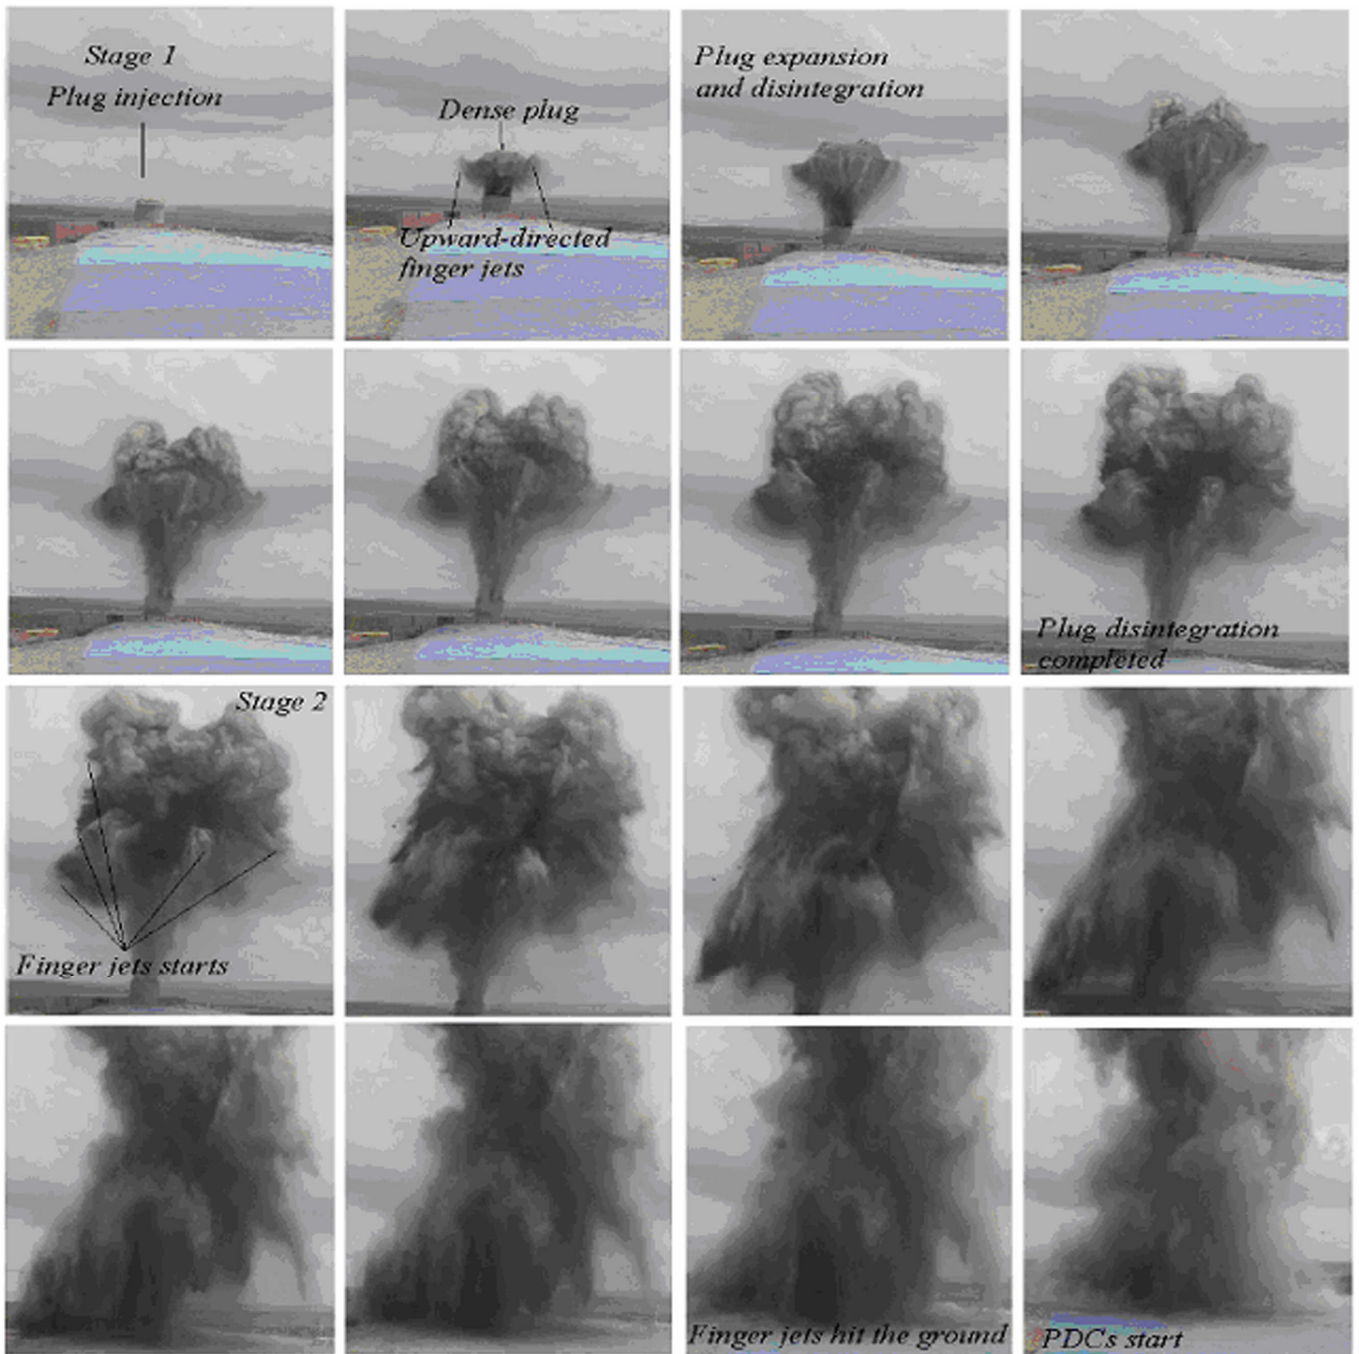 Stage 1
Plug injection
Dense plug
Upward-directed
finger jets
Plug expansion
and disintegration
Plug disintegration
completed
Stage 2
Finger jets starts
Finger jets hit the ground
PDCs start